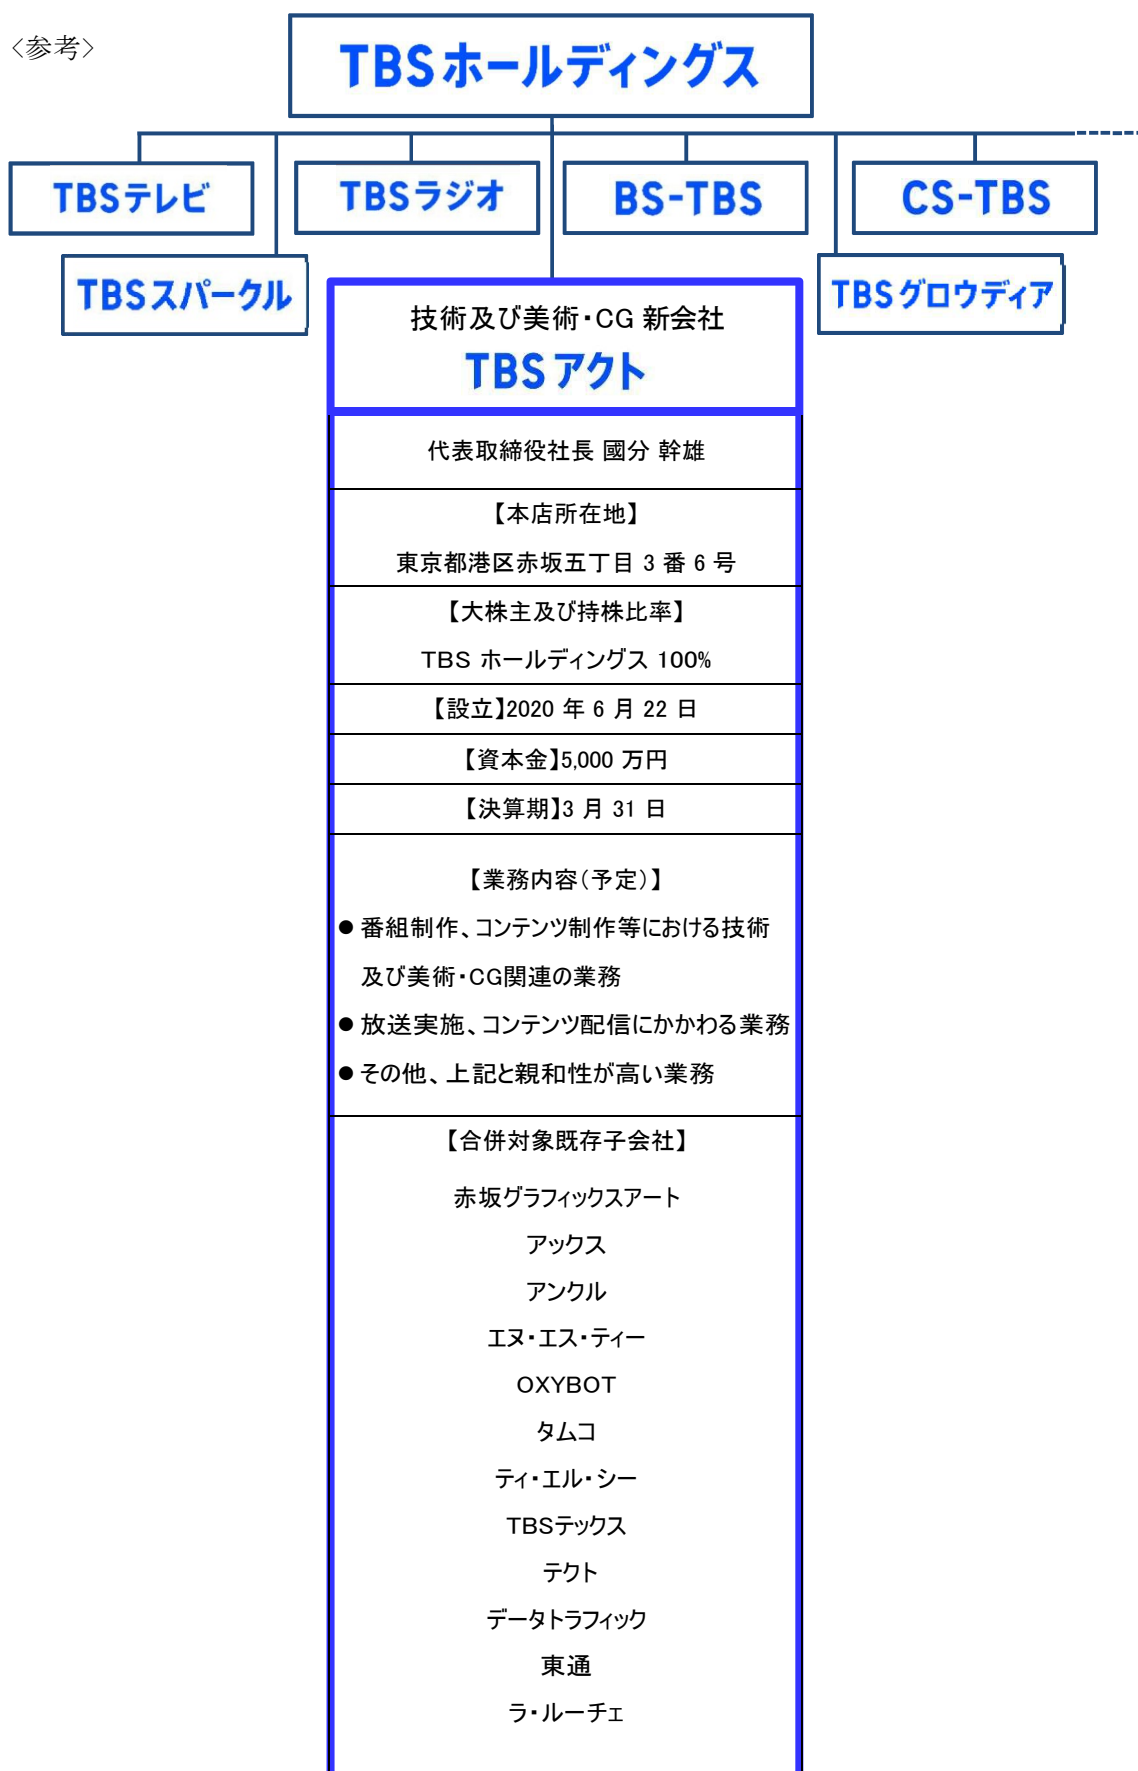 〈参考〉
TBSホールディングス
TBSテレビ
TBSラジオ
BS-TBS
CS-TBS
TBSスパークル
TBSグロウディア
技術及び美術・CG 新会社
TBSアクト
代表取締役社長 國分 幹雄
【本店所在地】
東京都港区赤坂五丁目 3 番 6 号
【大株主及び持株比率】
TBS ホールディングス 100%
【設立】2020 年 6 月 22 日
【資本金】5,000 万円
【決算期】3 月 31 日
【業務内容（予定）】
● 番組制作、コンテンツ制作等における技術
及び美術・CG関連の業務
● 放送実施、コンテンツ配信にかかわる業務
● その他、上記と親和性が高い業務
【合併対象既存子会社】
赤坂グラフィックスアート
アックス
アンクル
エヌ・エス・ティー
OXYBOT
タムコ
ティ・エル・シー
TBSテックス
テクト
データトラフィック
東通
ラ・ルーチェ